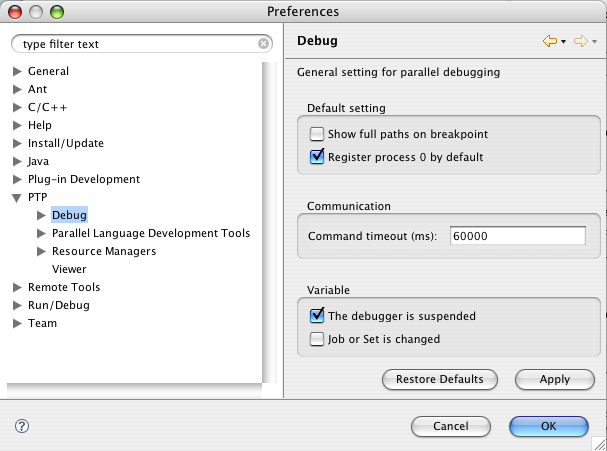 Preferences
type filter text
General
Ant
C/C++
Help
Install/Update
Java
Plug-in Development
PTP
Debug
Parallel Language Development Tools
Resource Managers
Viewer
Remote Tools
Run/Debug
Team
Debug
General setting for parallel debugging
Default setting
Show full paths on breakpoint
Register process 0 by default
Communication
Command timeout (ms): 60000
Variable
The debugger is suspended
Job or Set is changed
Restore Defaults Apply
? Cancel OK